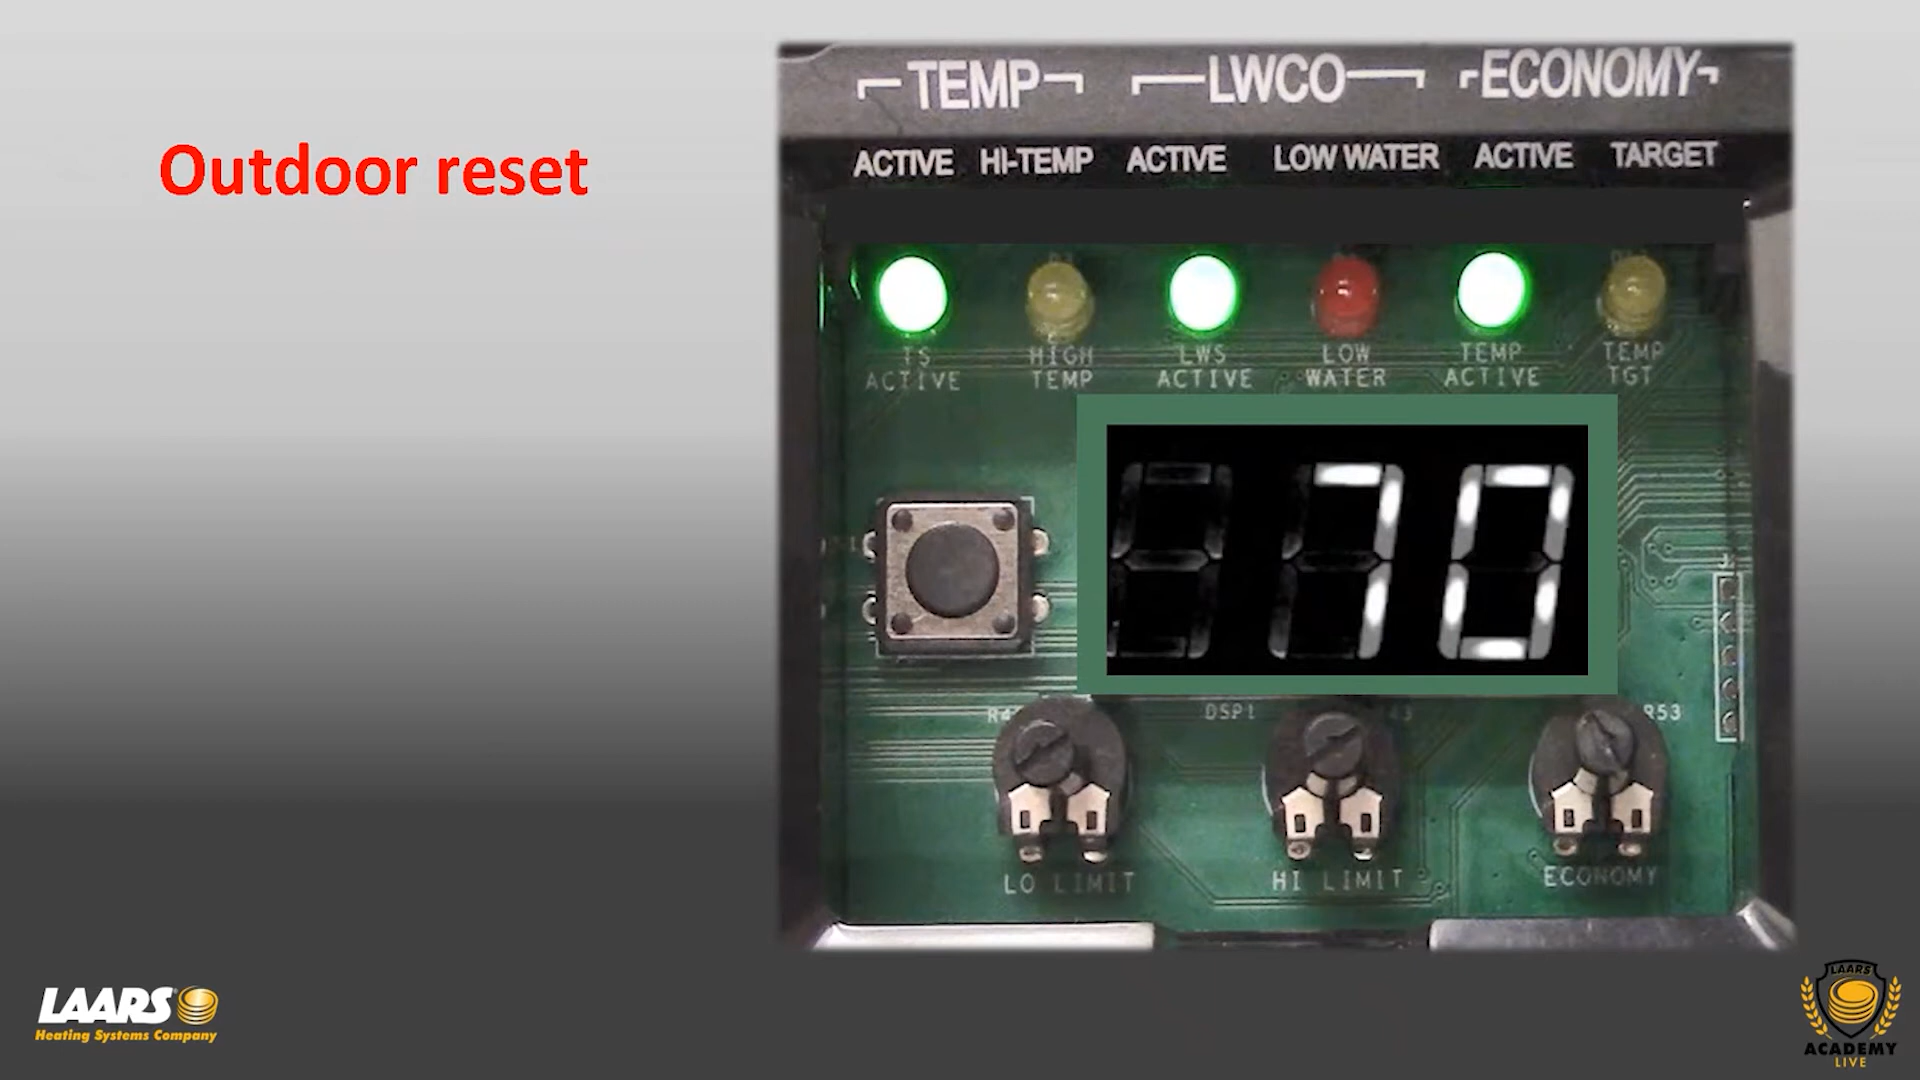 Outdoor reset
TEMP LWCO ECONOMY
ACTIVE HI-TEMP ACTIVE LOW WATER ACTIVE TARGET
TS ACTIVE
HIGH TEMP
LWS ACTIVE
LOW WATER
TEMP ACTIVE
TEMP TGT
70
DSP1
R53
LO LIMIT
HI LIMIT
ECONOMY
LAARS
Heating Systems Company
LAARS
ACADEMY
LIVE